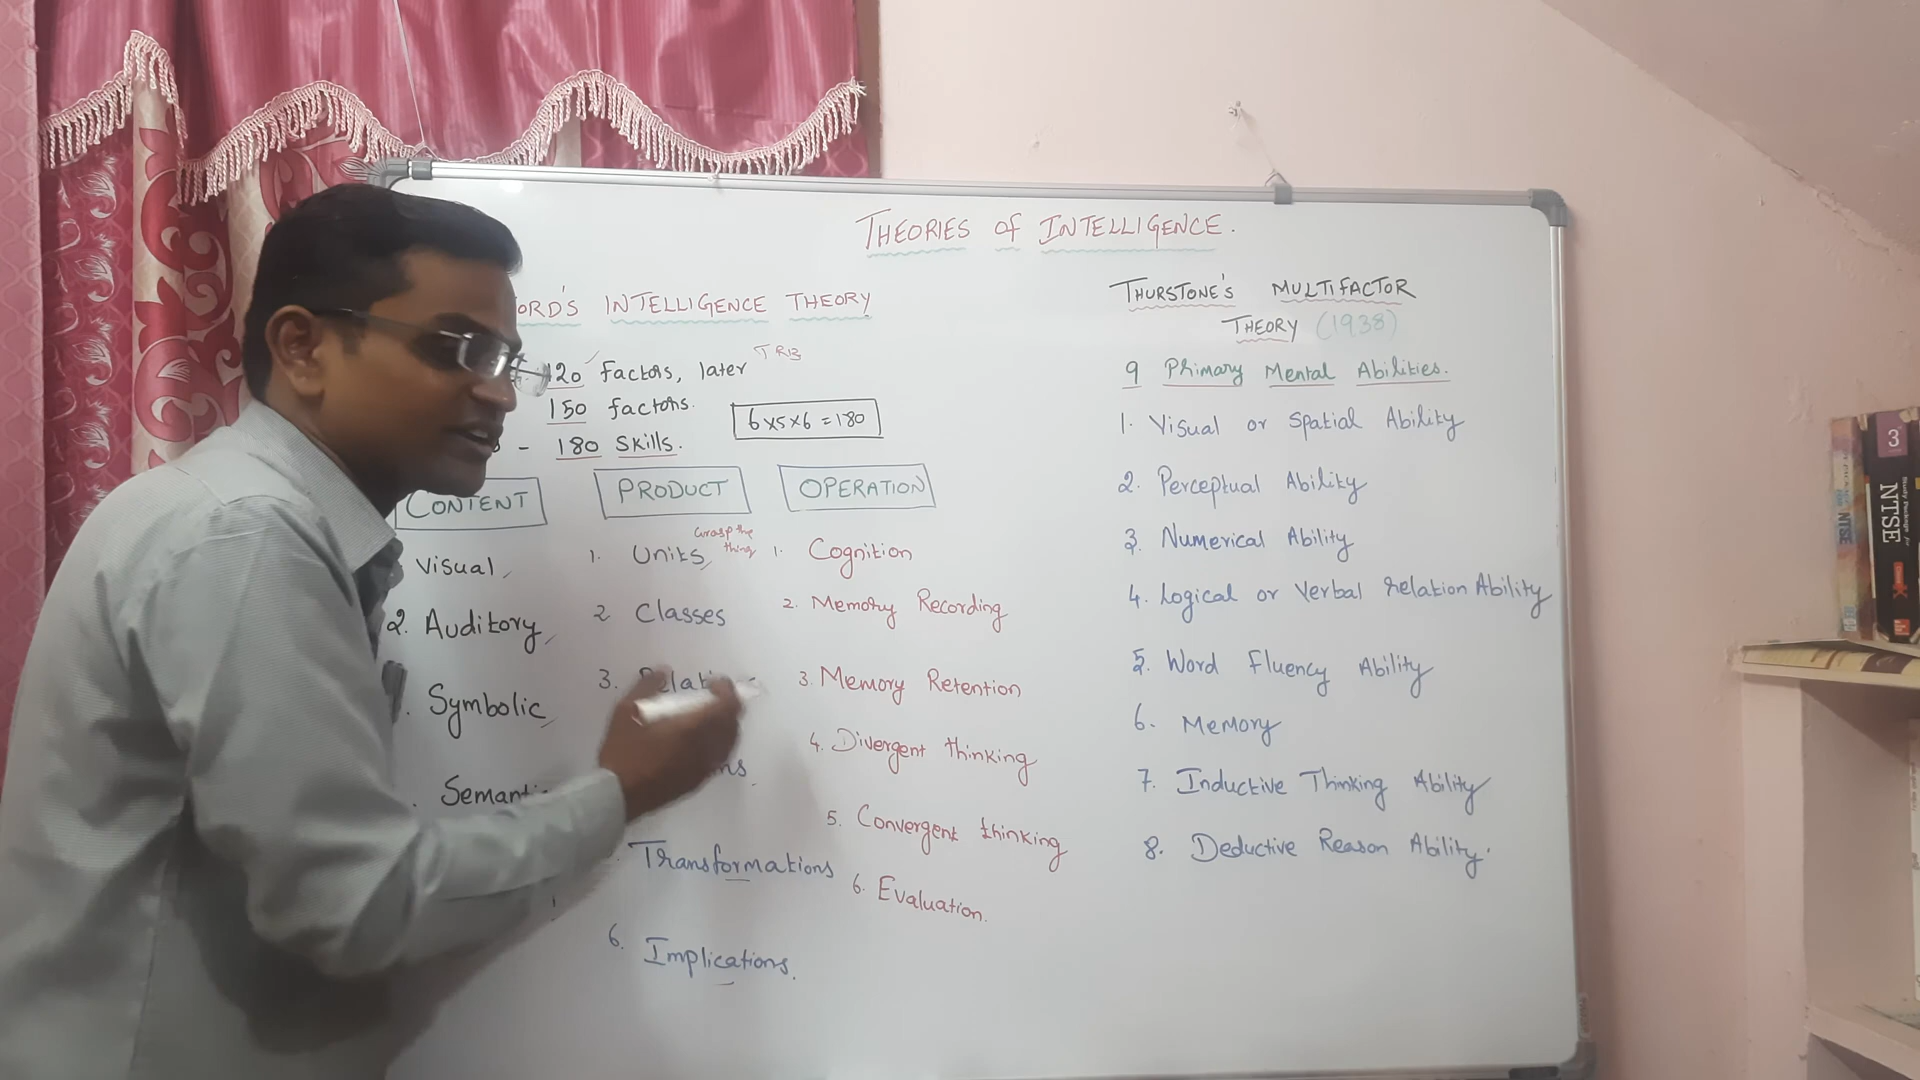 THEORIES of INTELLIGENCE.
ORD'S INTELLIGENCE THEORY
120 factors, later TRB
150 factors.
6x5x6=180
- 180 Skills.
CONTENT
Visual
2. Auditory
Symbolic
PRODUCT
1. Units, Grasp the thing
2 Classes
3.
Transformations
6. Implications.
OPERATION
1. Cognition
2. Memory Recording
3. Memory Retention
4. Divergent thinking
5. Convergent thinking
6. Evaluation.
THURSTONE'S MULTIFACTOR
THEORY (1938)
9 Primary Mental Abilities.
1. Visual or Spatial Ability
2. Perceptual Ability
3. Numerical Ability
4. Logical or Verbal relation Ability
5. Word Fluency Ability
6. Memory
7. Inductive Thinking Ability
8. Deductive Reason Ability.
3
Study Package for
NTSE
NTSE